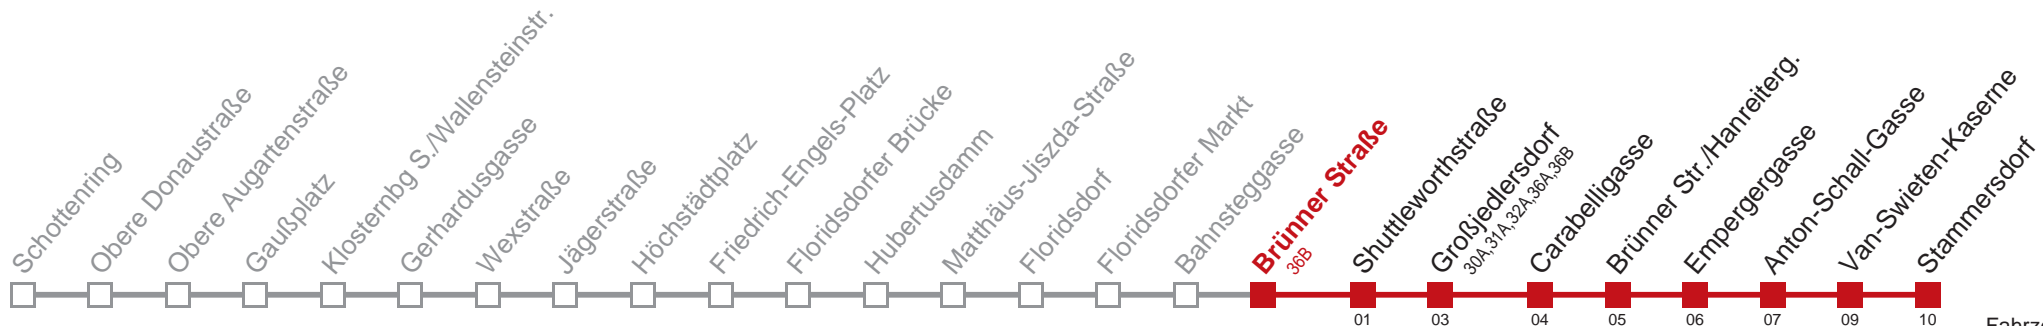 Schottenring
Obere Donaustraße
Obere Augartenstraße
Gaußplatz
Klosternbg S./Wallensteinstr.
Gerhardusgasse
Wexstraße
Jägerstraße
Höchstädtplatz
Friedrich-Engels-Platz
Floridsdorfer Brücke
Hubertusdamm
Matthäus-Jiszda-Straße
Floridsdorf
Floridsdorfer Markt
Bahnsteggasse
Brünner Straße
36B
Shuttleworthstraße
Großjedlersdorf
30A,31A,32A,36A,36B
Carabelligasse
Brünner Str./Hanreiterg.
Empergergasse
Anton-Schall-Gasse
Van-Swieten-Kaserne
Stammersdorf
01 03 04 05 06 07 09 10